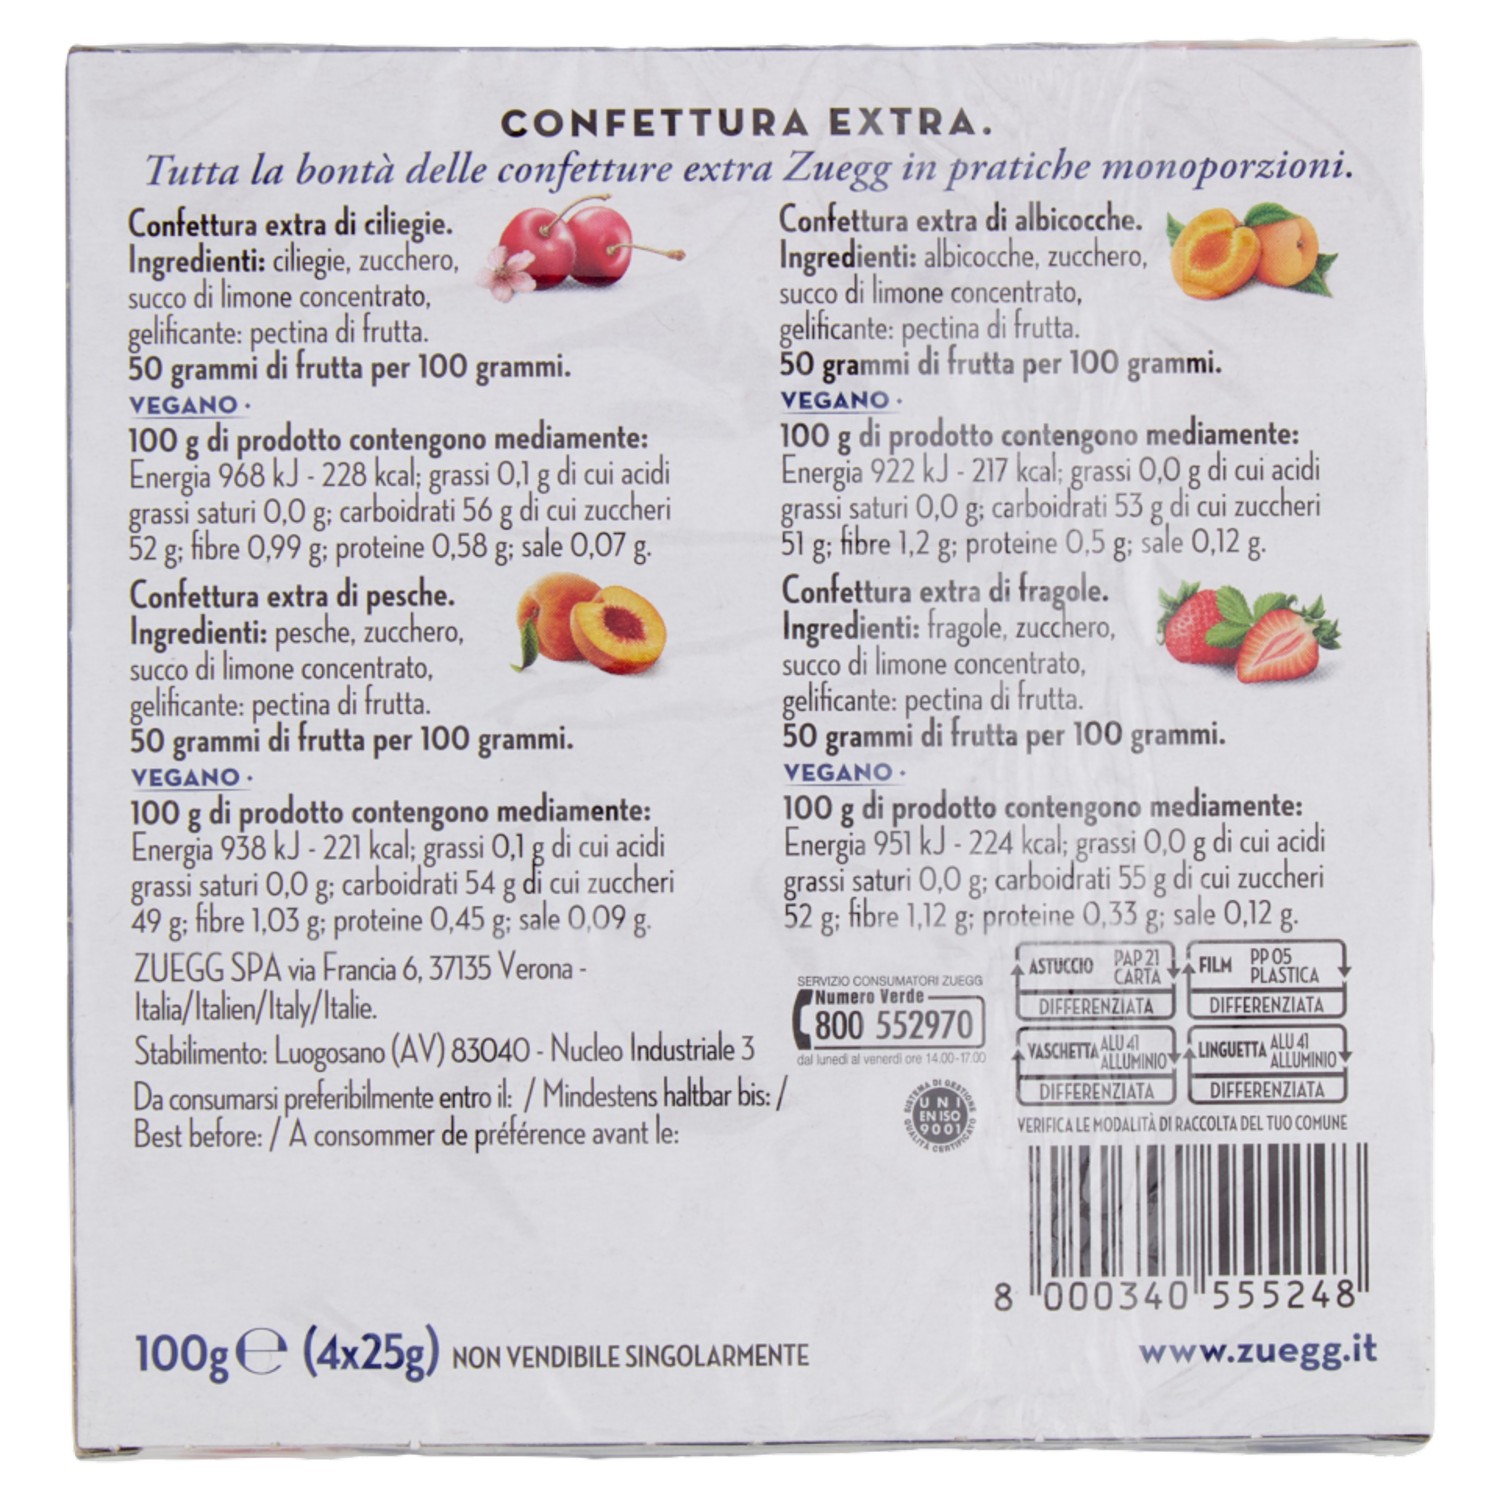 CONFETTURA EXTRA.
Tutta la bontà delle confetture extra Zuegg in pratiche monoporzioni.
Confettura extra di ciliegie.
Ingredienti: ciliegie, zucchero,
succo di limone concentrato,
gelificante: pectina di frutta.
50 grammi di frutta per 100 grammi.
VEGANO ·
100 g di prodotto contengono mediamente:
Energia 968 kJ - 228 kcal; grassi 0,1 g di cui acidi
grassi saturi 0,0 g; carboidrati 56 g di cui zuccheri
52 g; fibre 0,99 g; proteine 0,58 g; sale 0,07 g.
Confettura extra di pesche.
Ingredienti: pesche, zucchero,
succo di limone concentrato,
gelificante: pectina di frutta.
50 grammi di frutta per 100 grammi.
VEGANO ·
100 g di prodotto contengono mediamente:
Energia 938 kJ - 221 kcal; grassi 0,1 g di cui acidi
grassi saturi 0,0 g; carboidrati 54 g di cui zuccheri
49 g; fibre 1,03 g; proteine 0,45 g; sale 0,09 g.
Confettura extra di albicocche.
Ingredienti: albicocche, zucchero,
succo di limone concentrato,
gelificante: pectina di frutta.
50 grammi di frutta per 100 grammi.
VEGANO ·
100 g di prodotto contengono mediamente:
Energia 922 kJ - 217 kcal; grassi 0,0 g di cui acidi
grassi saturi 0,0 g; carboidrati 53 g di cui zuccheri
51 g; fibre 1,2 g; proteine 0,5 g; sale 0,12 g.
Confettura extra di fragole.
Ingredienti: fragole, zucchero,
succo di limone concentrato,
gelificante: pectina di frutta.
50 grammi di frutta per 100 grammi.
VEGANO ·
100 g di prodotto contengono mediamente:
Energia 951 kJ - 224 kcal; grassi 0,0 g di cui acidi
grassi saturi 0,0 g; carboidrati 55 g di cui zuccheri
52 g; fibre 1,12 g; proteine 0,33 g; sale 0,12 g.
ZUEGG SPA via Francia 6, 37135 Verona -
Italia/Italien/Italy/Italie.
Stabilimento: Luogosano (AV) 83040 - Nucleo Industriale 3
Da consumarsi preferibilmente entro il: / Mindestens haltbar bis: /
Best before: / A consommer de préférence avant le:
SERVIZIO CONSUMATORI ZUEGG
Numero Verde
800 552970
dal lunedì al venerdì ore 14.00-17.00
SISTEMA DI GESTIONE
UNI
EN ISO
9001
QUALITÀ CERTIFICATO
ASTUCCIO PAP 21 CARTA
DIFFERENZIATA
FILM PP 05 PLASTICA
DIFFERENZIATA
VASCHETTA ALU 41 ALLUMINIO
DIFFERENZIATA
LINGUETTA ALU 41 ALLUMINIO
DIFFERENZIATA
VERIFICA LE MODALITÀ DI RACCOLTA DEL TUO COMUNE
8 000340 555248
100g ℮ (4x25g) NON VENDIBILE SINGOLARMENTE
www.zuegg.it